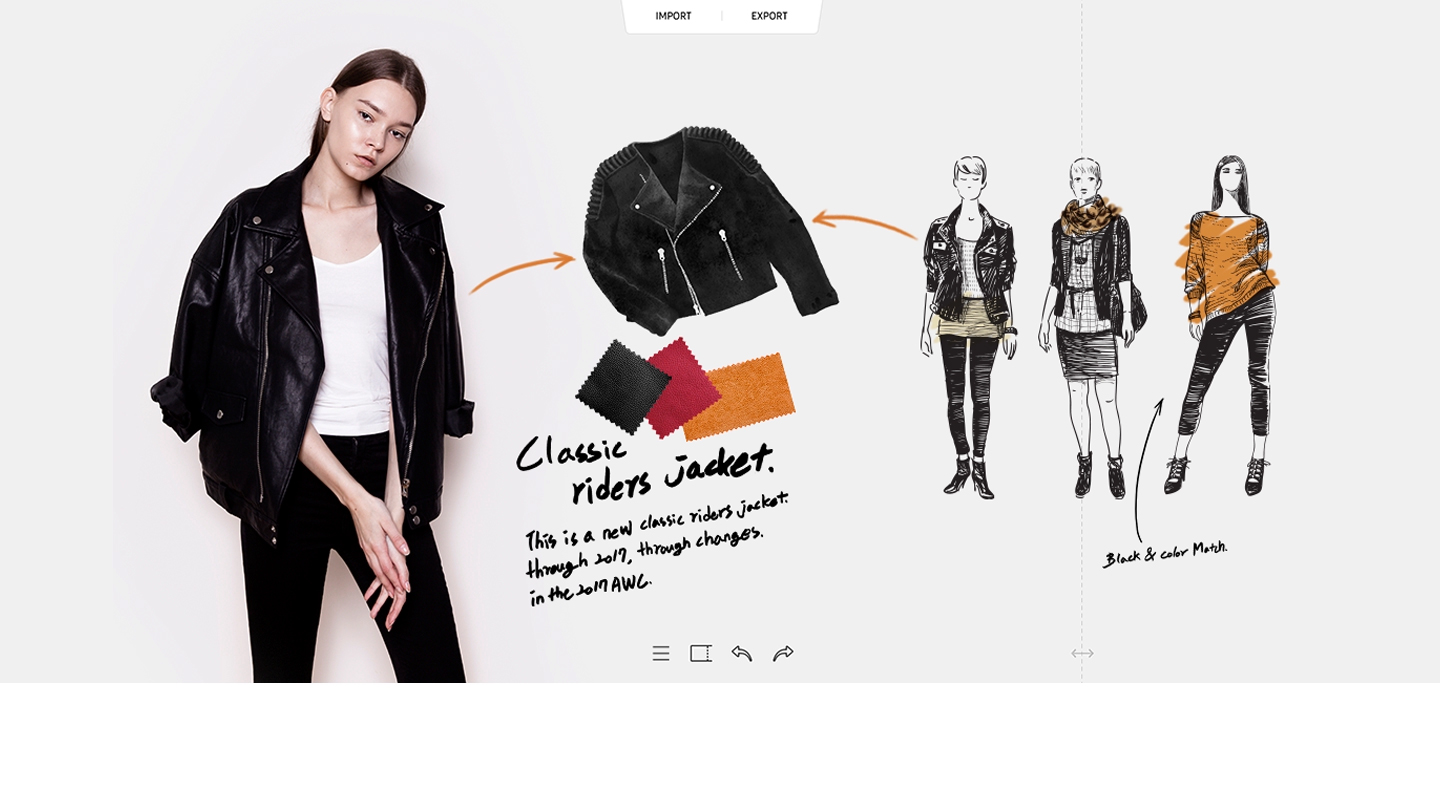 IMPORT
EXPORT
Classic
riders jacket.
This is a new classic riders jacket.
through 2017, through changes.
in the 2017 AWC.
Black & color Match.